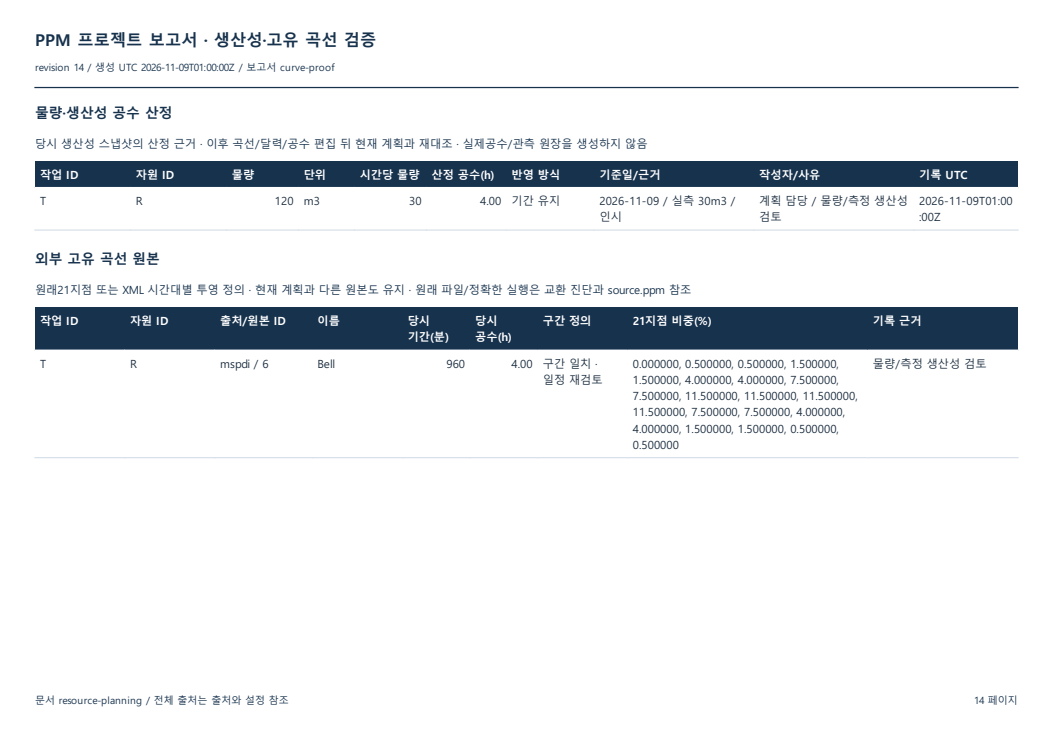 PPM 프로젝트 보고서 · 생산성·고유 곡선 검증
revision 14 / 생성 UTC 2026-11-09T01:00:00Z / 보고서 curve-proof
물량·생산성 공수 산정
당시 생산성 스냅샷의 산정 근거 · 이후 곡선/달력/공수 편집 뒤 현재 계획과 재대조 · 실제공수/관측 원장을 생성하지 않음
작업 ID 자원 ID 물량 단위 시간당 물량 산정 공수(h) 반영 방식 기준일/근거 작성자/사유 기록 UTC
T R 120 m3 30 4.00 기간 유지 2026-11-09 / 실측 30m3 / 계획 담당 / 물량/측정 생산성 2026-11-09T01:00
인시 검토 :00Z
외부 고유 곡선 원본
원래21지점 또는 XML 시간대별 투영 정의 · 현재 계획과 다른 원본도 유지 · 원래 파일/정확한 실행은 교환 진단과 source.ppm 참조
작업 ID 자원 ID 출처/원본 ID 이름 당시 당시 구간 정의 21지점 비중(%) 기록 근거
기간(분) 공수(h)
T R mspdi / 6 Bell 960 4.00 구간 일치 · 0.000000, 0.500000, 0.500000, 1.500000, 물량/측정 생산성 검토
일정 재검토 1.500000, 4.000000, 4.000000, 7.500000,
7.500000, 11.500000, 11.500000, 11.500000,
11.500000, 7.500000, 7.500000, 4.000000,
4.000000, 1.500000, 1.500000, 0.500000,
0.500000
문서 resource-planning / 전체 출처는 출처와 설정 참조 14 페이지